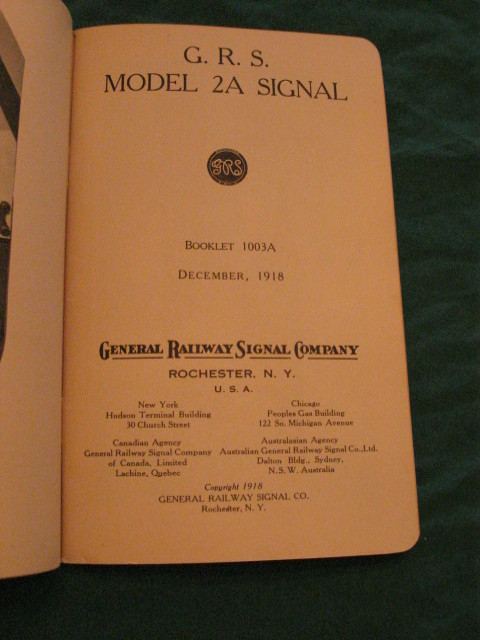 G. R. S.
MODEL 2A SIGNAL
GRS
BOOKLET 1003A
DECEMBER, 1918
GENERAL RAILWAY SIGNAL COMPANY
ROCHESTER, N. Y.
U. S. A.
New York
Hudson Terminal Building
30 Church Street
Chicago
Peoples Gas Building
122 So. Michigan Avenue
Canadian Agency
General Railway Signal Company
of Canada, Limited
Lachine, Quebec
Australasian Agency
Australian General Railway Signal Co., Ltd.
Dalton Bldg., Sydney,
N. S. W. Australia
Copyright 1918
GENERAL RAILWAY SIGNAL CO.
Rochester, N. Y.